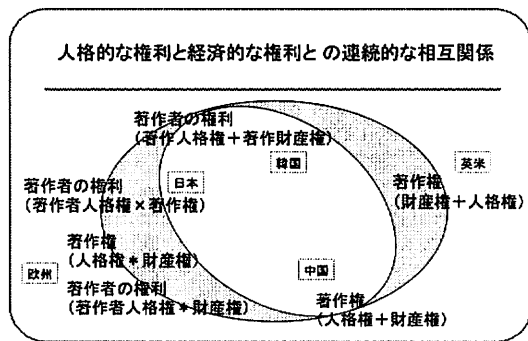 人格的な権利と経済的な権利と の連続的な相互関係
著作者の権利
(著作人格権＋著作財産権)
韓国
英米
日本
著作者の権利
(著作者人格権×著作権)
著作権
(財産権＋人格権)
著作権
(人格権＊財産権)
欧州
著作者の権利
(著作者人格権＊財産権)
中国
著作権
(人格権＋財産権)